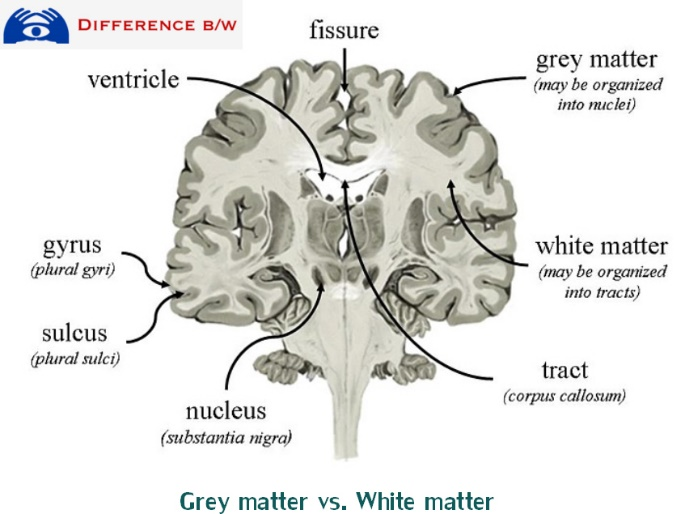 DIFFERENCE B/W
fissure
ventricle
grey matter
(may be organized
into nuclei)
gyrus
(plural gyri)
white matter
(may be organized
into tracts)
sulcus
(plural sulci)
tract
(corpus callosum)
nucleus
(substantia nigra)
Grey matter vs. White matter